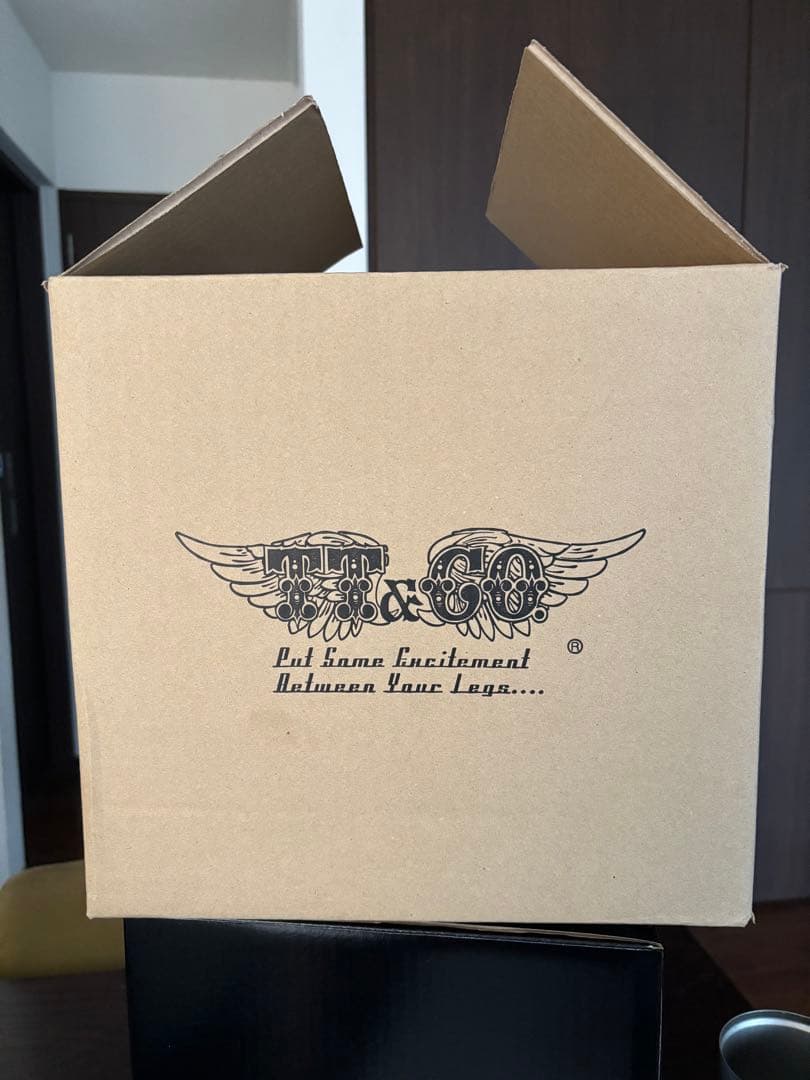 TT&CO.
®
Put Some Excitement
Between Your Legs....